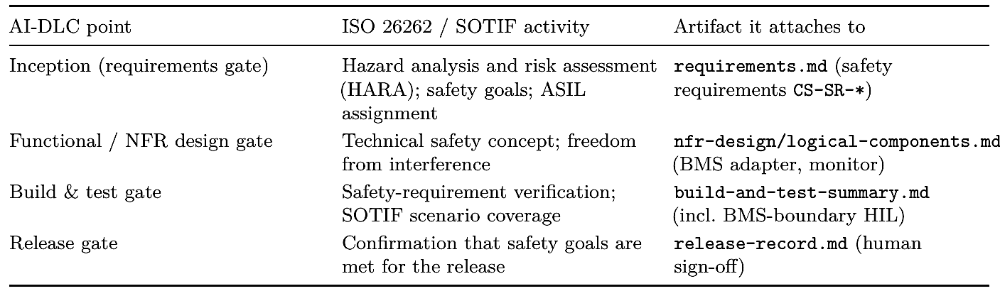 AI-DLC point ISO 26262 / SOTIF activity Artifact it attaches to
Inception (requirements gate) Hazard analysis and risk assessment requirements.md (safety
(HARA); safety goals; ASIL requirements CS-SR-*)
assignment
Functional / NFR design gate Technical safety concept; freedom nfr-design/logical-components.md
from interference (BMS adapter, monitor)
Build & test gate Safety-requirement verification; build-and-test-summary.md
SOTIF scenario coverage (incl. BMS-boundary HIL)
Release gate Confirmation that safety goals are release-record.md (human
met for the release sign-off)